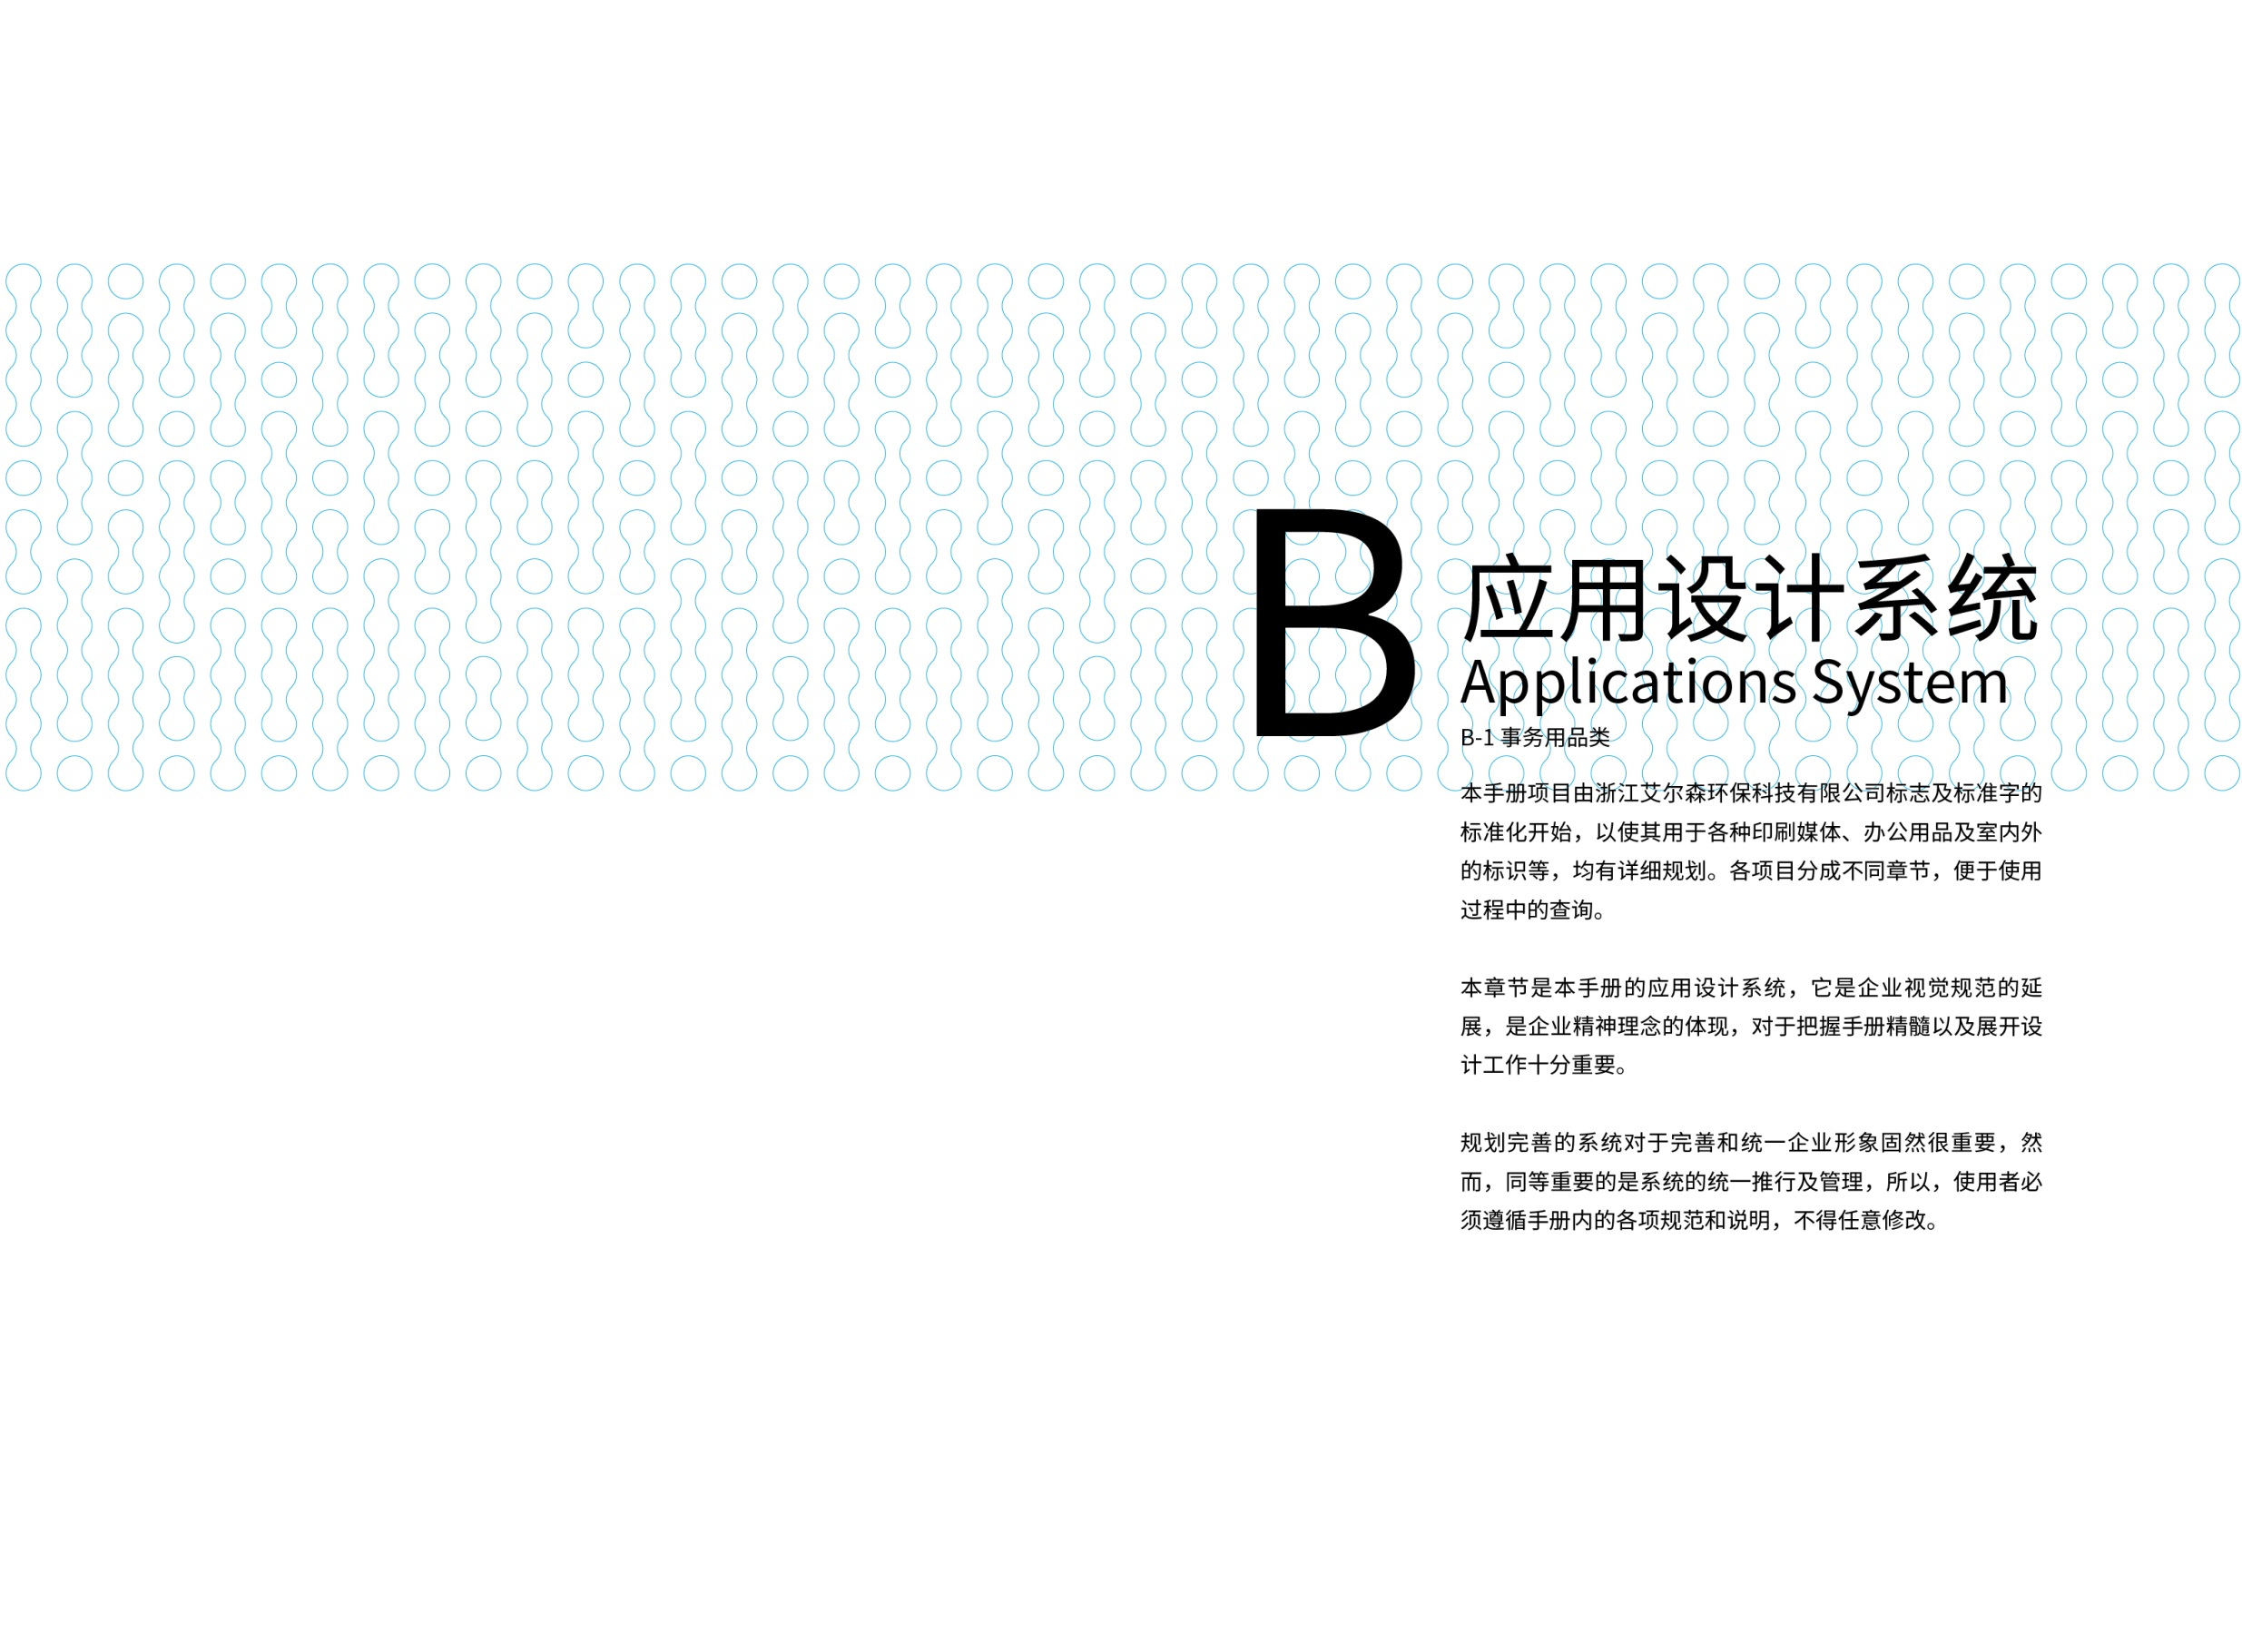 B
应用设计系统
Applications System
B-1 事务用品类
本手册项目由浙江艾尔森环保科技有限公司标志及标准字的
标准化开始，以使其用于各种印刷媒体、办公用品及室内外
的标识等，均有详细规划。各项目分成不同章节，便于使用
过程中的查询。
本章节是本手册的应用设计系统，它是企业视觉规范的延
展，是企业精神理念的体现，对于把握手册精髓以及展开设
计工作十分重要。
规划完善的系统对于完善和统一企业形象固然很重要，然
而，同等重要的是系统的统一推行及管理，所以，使用者必
须遵循手册内的各项规范和说明，不得任意修改。